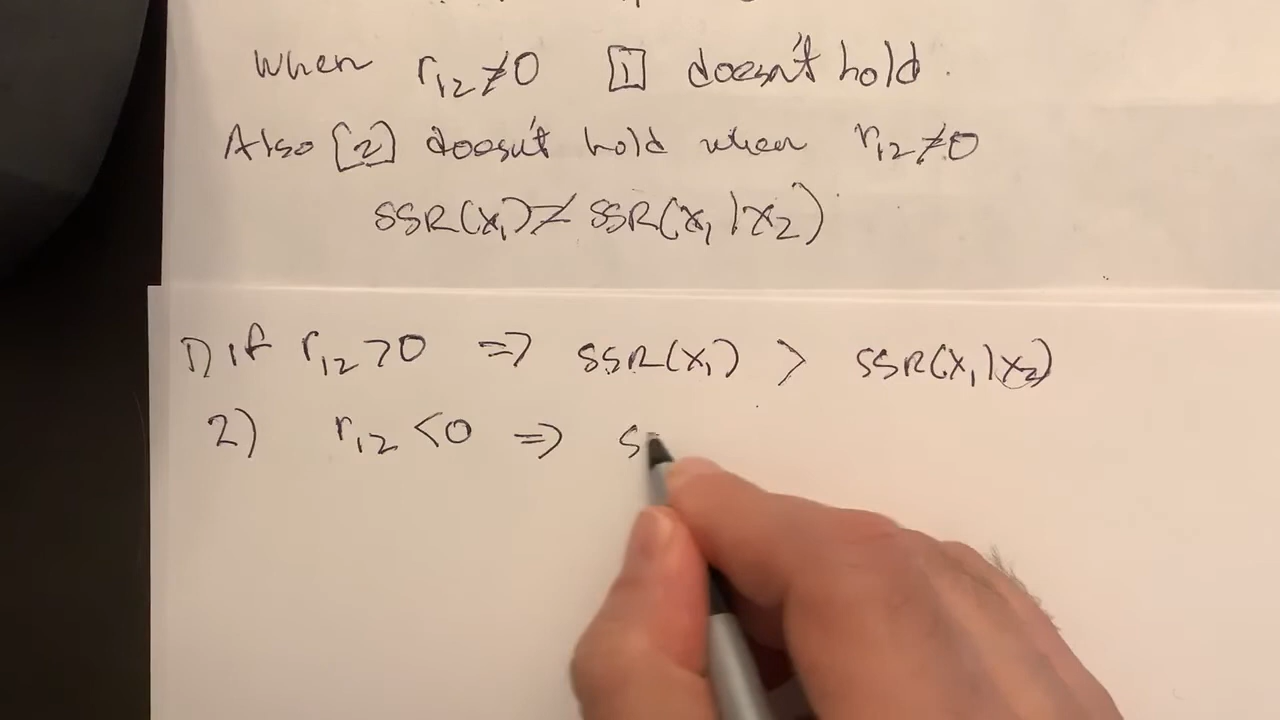 when r₁₂≠0 [1] doesn't hold.
Also [2] doesn't hold when r₁₂≠0
SSR(x₁)≠ SSR(x₁|x₂)
1) if r₁₂>0 => SSR(x₁) > SSR(x₁|x₂)
2) r₁₂<0 => S